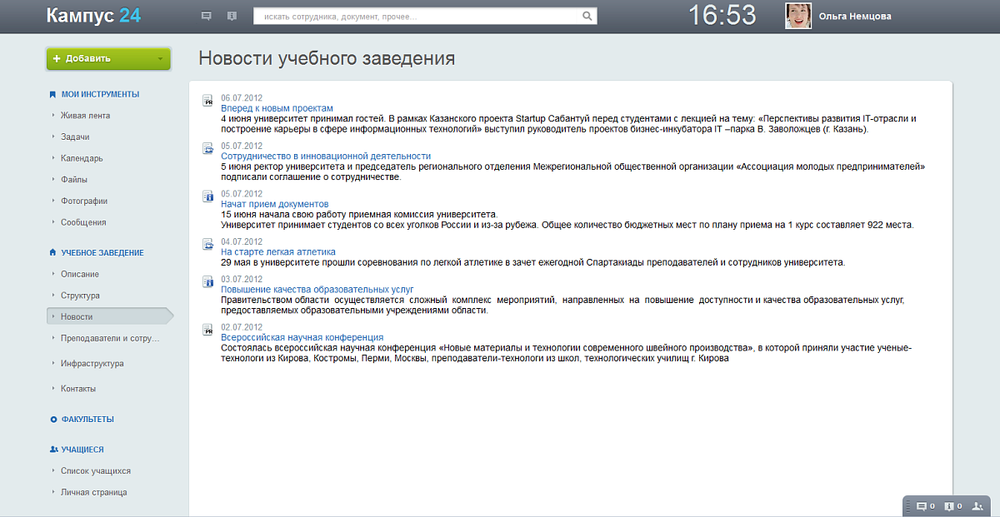 Кампус 24
искать сотрудника, документ, прочее...
16:53
Ольга Немцова
+ Добавить
МОИ ИНСТРУМЕНТЫ
Живая лента
Задачи
Календарь
Файлы
Фотографии
Сообщения
УЧЕБНОЕ ЗАВЕДЕНИЕ
Описание
Структура
Новости
Преподаватели и сотру...
Инфраструктура
Контакты
ФАКУЛЬТЕТЫ
УЧАЩИЕСЯ
Список учащихся
Личная страница
Новости учебного заведения
PR
06.07.2012
Вперед к новым проектам
4 июня университет принимал гостей. В рамках Казанского проекта Startup Сабантуй перед студентами с лекцией на тему: «Перспективы развития IT-отрасли и
построение карьеры в сфере информационных технологий» выступил руководитель проектов бизнес-инкубатора IT –парка В. Заволожцев (г. Казань).
05.07.2012
Сотрудничество в инновационной деятельности
5 июня ректор университета и председатель регионального отделения Межрегиональной общественной организации «Ассоциация молодых предпринимателей»
подписали соглашение о сотрудничестве.
05.07.2012
Начат прием документов
15 июня начала свою работу приемная комиссия университета.
Университет принимает студентов со всех уголков России и из-за рубежа. Общее количество бюджетных мест по плану приема на 1 курс составляет 922 места.
04.07.2012
На старте легкая атлетика
29 мая в университете прошли соревнования по легкой атлетике в зачет ежегодной Спартакиады преподавателей и сотрудников университета.
03.07.2012
Повышение качества образовательных услуг
Правительством области осуществляется сложный комплекс мероприятий, направленных на повышение доступности и качества образовательных услуг,
предоставляемых образовательными учреждениями области.
PR
02.07.2012
Всероссийская научная конференция
Состоялась всероссийская научная конференция «Новые материалы и технологии современного швейного производства», в которой приняли участие ученые-
технологи из Кирова, Костромы, Перми, Москвы, преподаватели-технологи из школ, технологических училищ г. Кирова
0 0